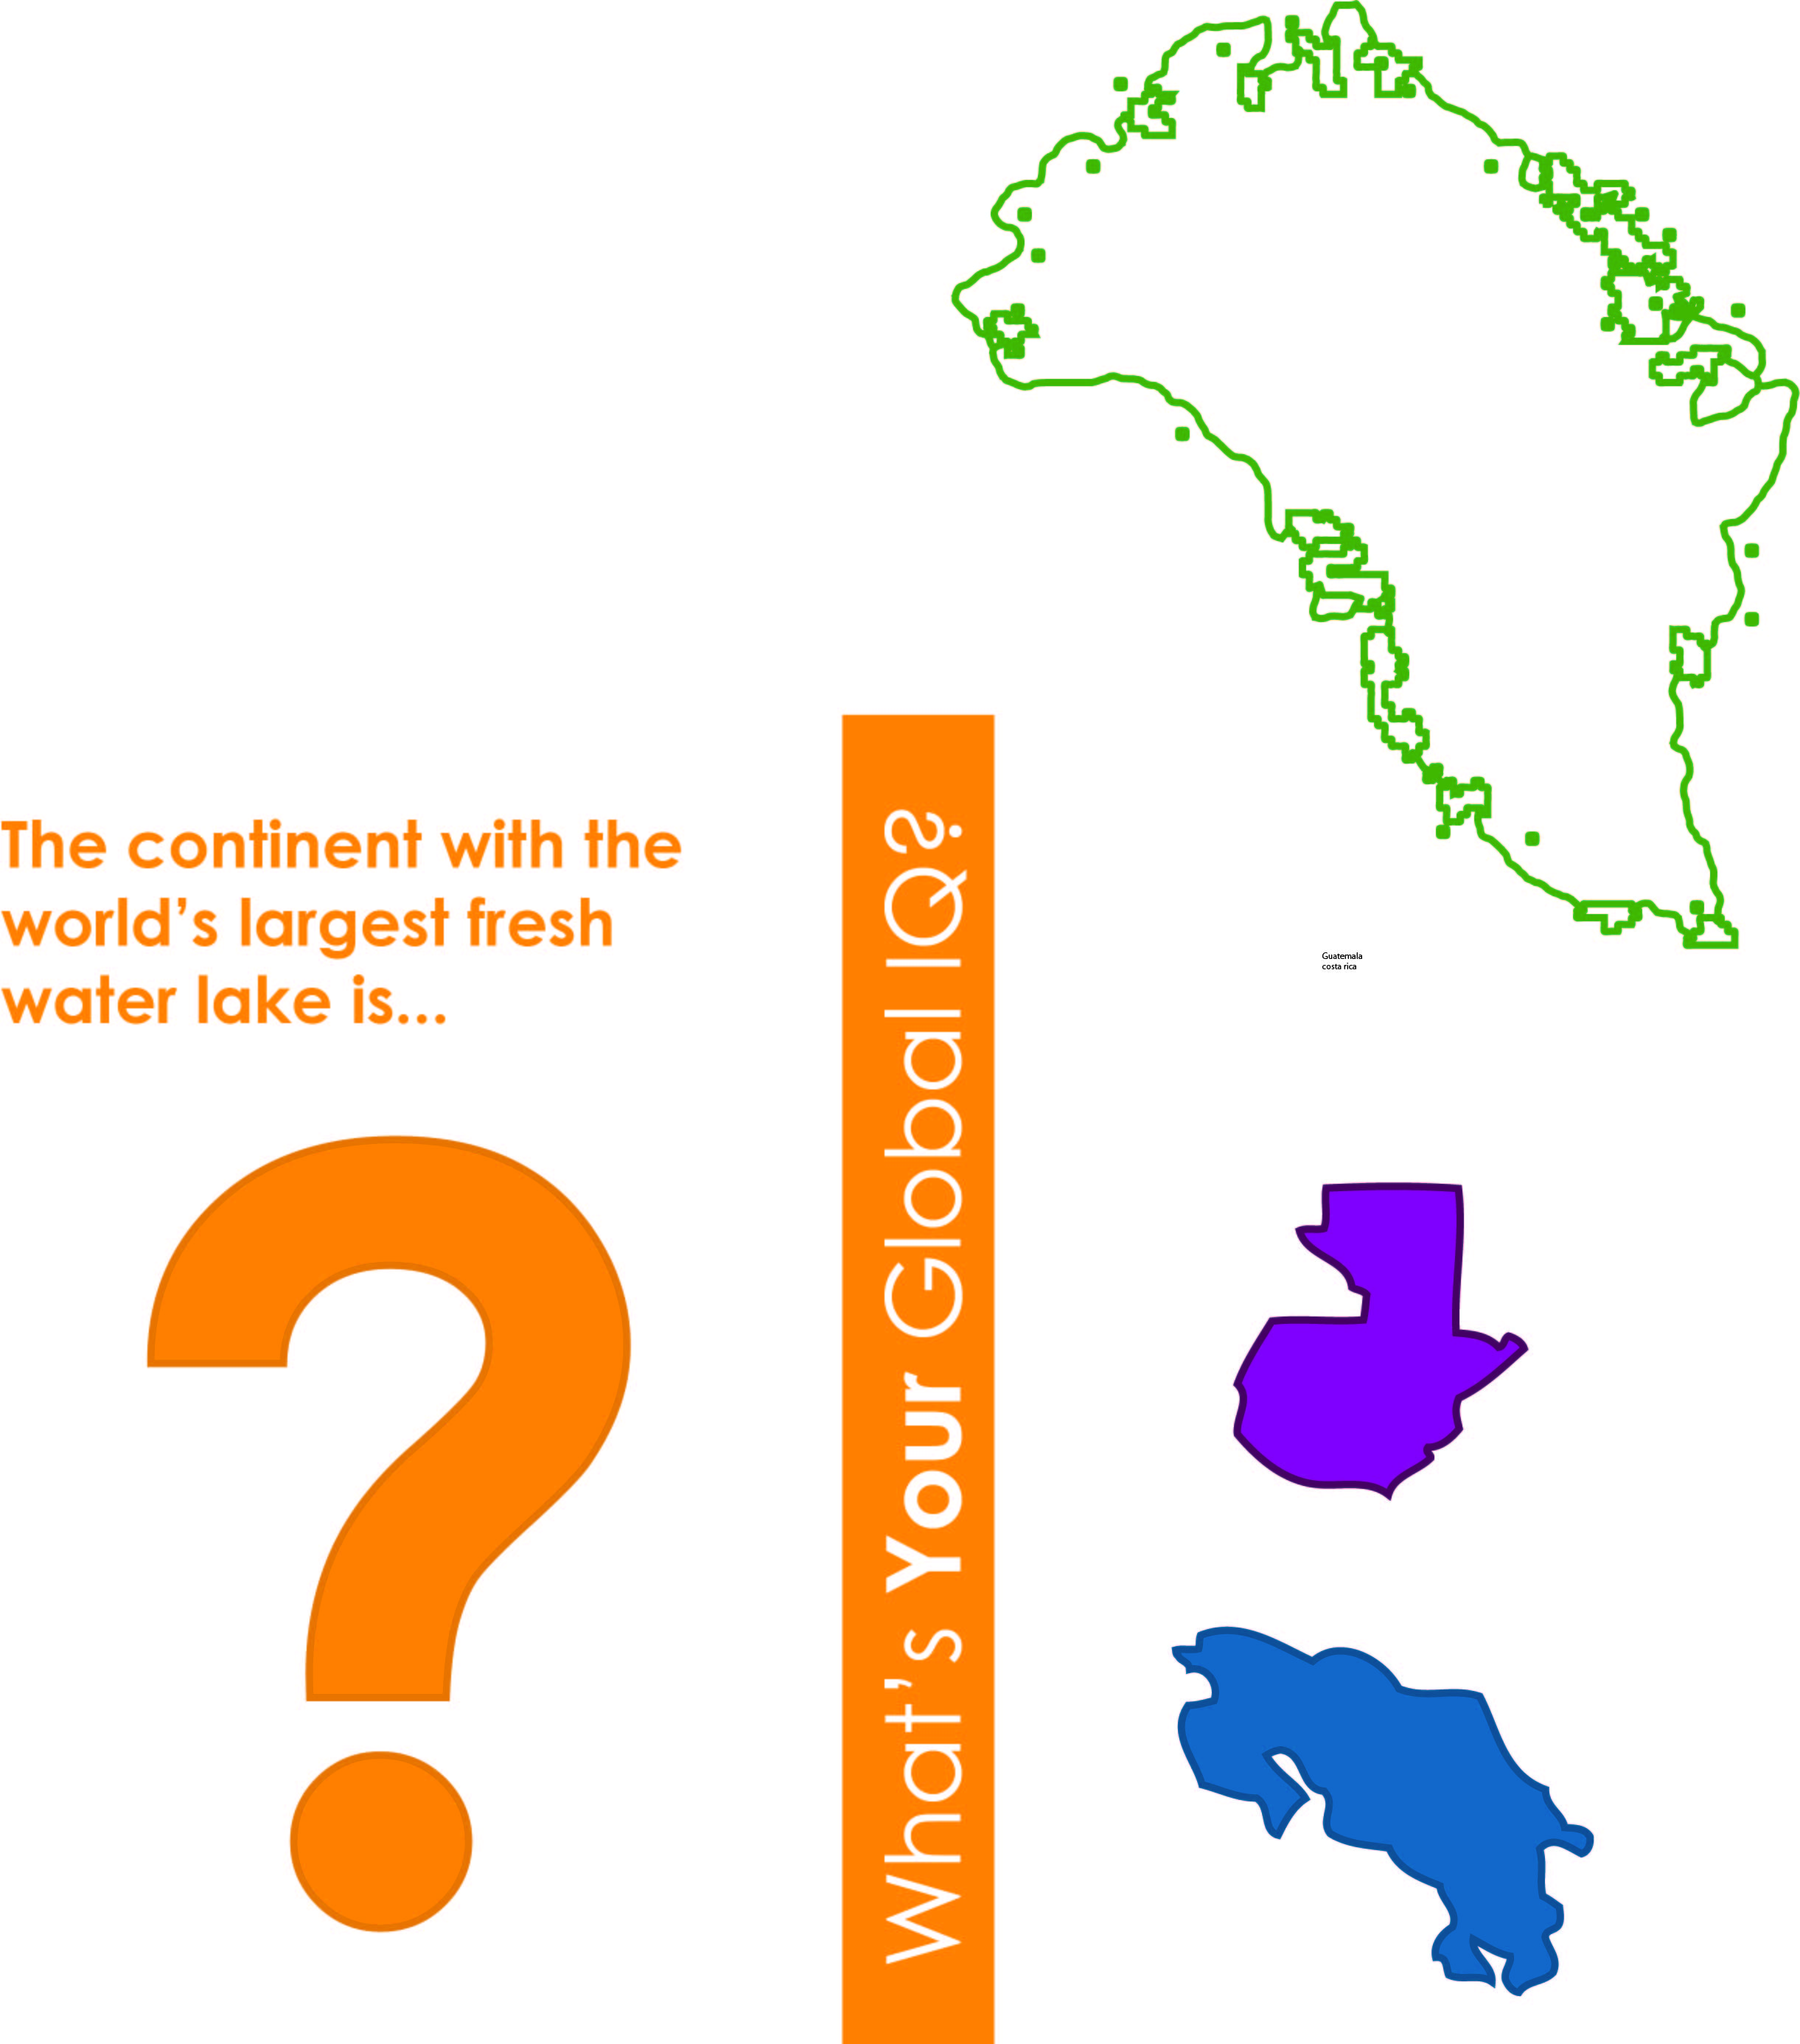 The continent with the
world's largest fresh
water lake is...
What's Your Global IQ?
Guatemala
costa rica